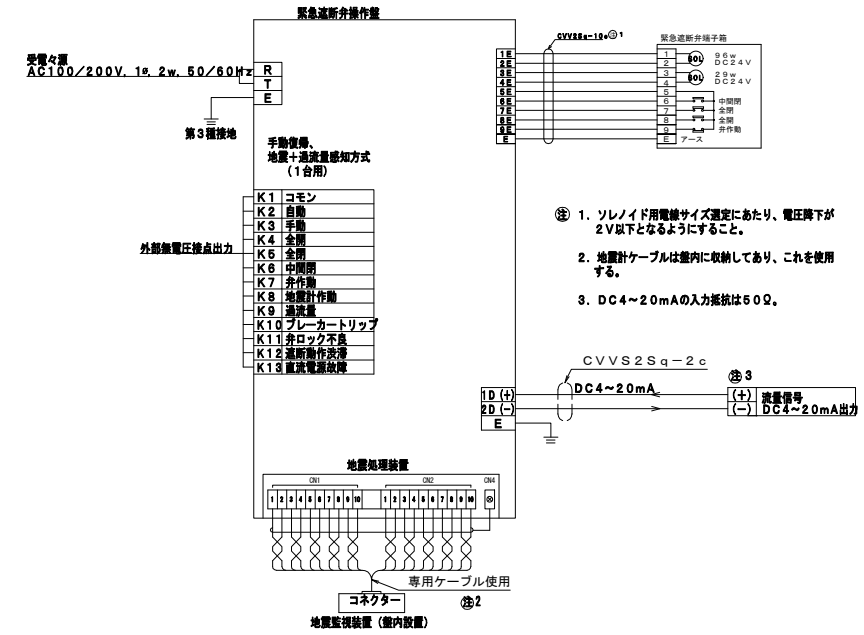 緊急遮断弁操作盤
受電々源
AC100/200V, 1ø, 2w, 50/60Hz
R
T
E
第3種接地
手動復帰、
地震+過流量感知方式
(1台用)
外部無電圧接点出力
K1 コモン
K2 自動
K3 手動
K4 全開
K5 全閉
K6 中間閉
K7 弁作動
K8 地震計作動
K9 過流量
K10 ブレーカートリップ
K11 弁ロック不良
K12 遮断動作渋滞
K13 直流電源故障
1E
2E
3E
4E
5E
6E
7E
8E
9E
E
CVV2Sq-10c 注 1
緊急遮断弁端子箱
1
2
SOL
96w
DC24V
3
4
SOL
29w
DC24V
5
6 中間閉
7 全閉
8 全開
9 弁作動
E アース
注 1. ソレノイド用電線サイズ選定にあたり、電圧降下が
2V以下となるようにすること。
2. 地震計ケーブルは盤内に収納してあり、これを使用
する。
3. DC4~20mAの入力抵抗は50Ω。
CVVS2Sq-2c
注3
1D (+)
2D (-)
E
DC4~20mA
(+) 流量信号
(-) DC4~20mA出力
地震処理装置
CN1 CN2 CN4
1 2 3 4 5 6 7 8 9 10 1 2 3 4 5 6 7 8 9 10
専用ケーブル使用
コネクター
注2
地震監視装置(盤内設置)